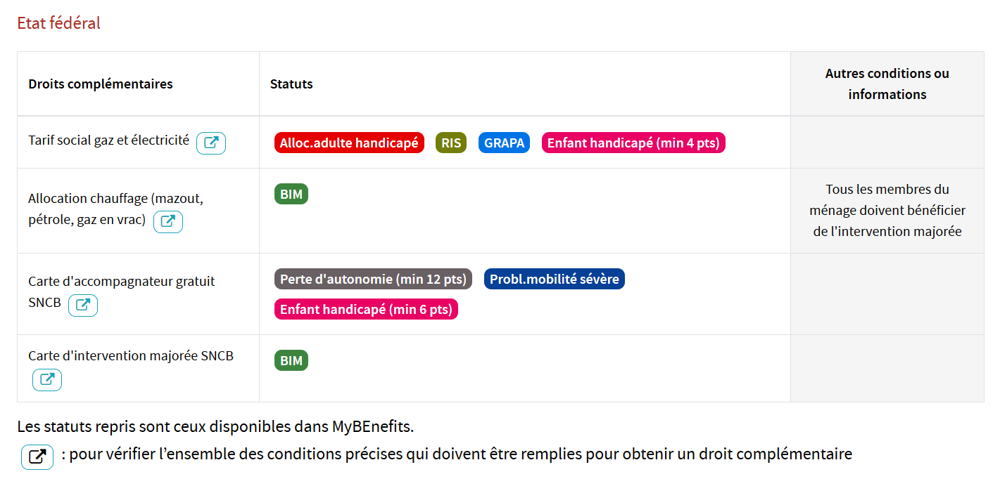 Etat fédéral
Droits complémentaires
Statuts
Autres conditions ou
informations
Tarif social gaz et électricité
Alloc.adulte handicapé RIS GRAPA Enfant handicapé (min 4 pts)
Allocation chauffage (mazout,
pétrole, gaz en vrac)
BIM
Tous les membres du
ménage doivent bénéficier
de l'intervention majorée
Carte d'accompagnateur gratuit
SNCB
Perte d'autonomie (min 12 pts) Probl.mobilité sévère
Enfant handicapé (min 6 pts)
Carte d'intervention majorée SNCB
BIM
Les statuts repris sont ceux disponibles dans MyBEnefits.
: pour vérifier l’ensemble des conditions précises qui doivent être remplies pour obtenir un droit complémentaire